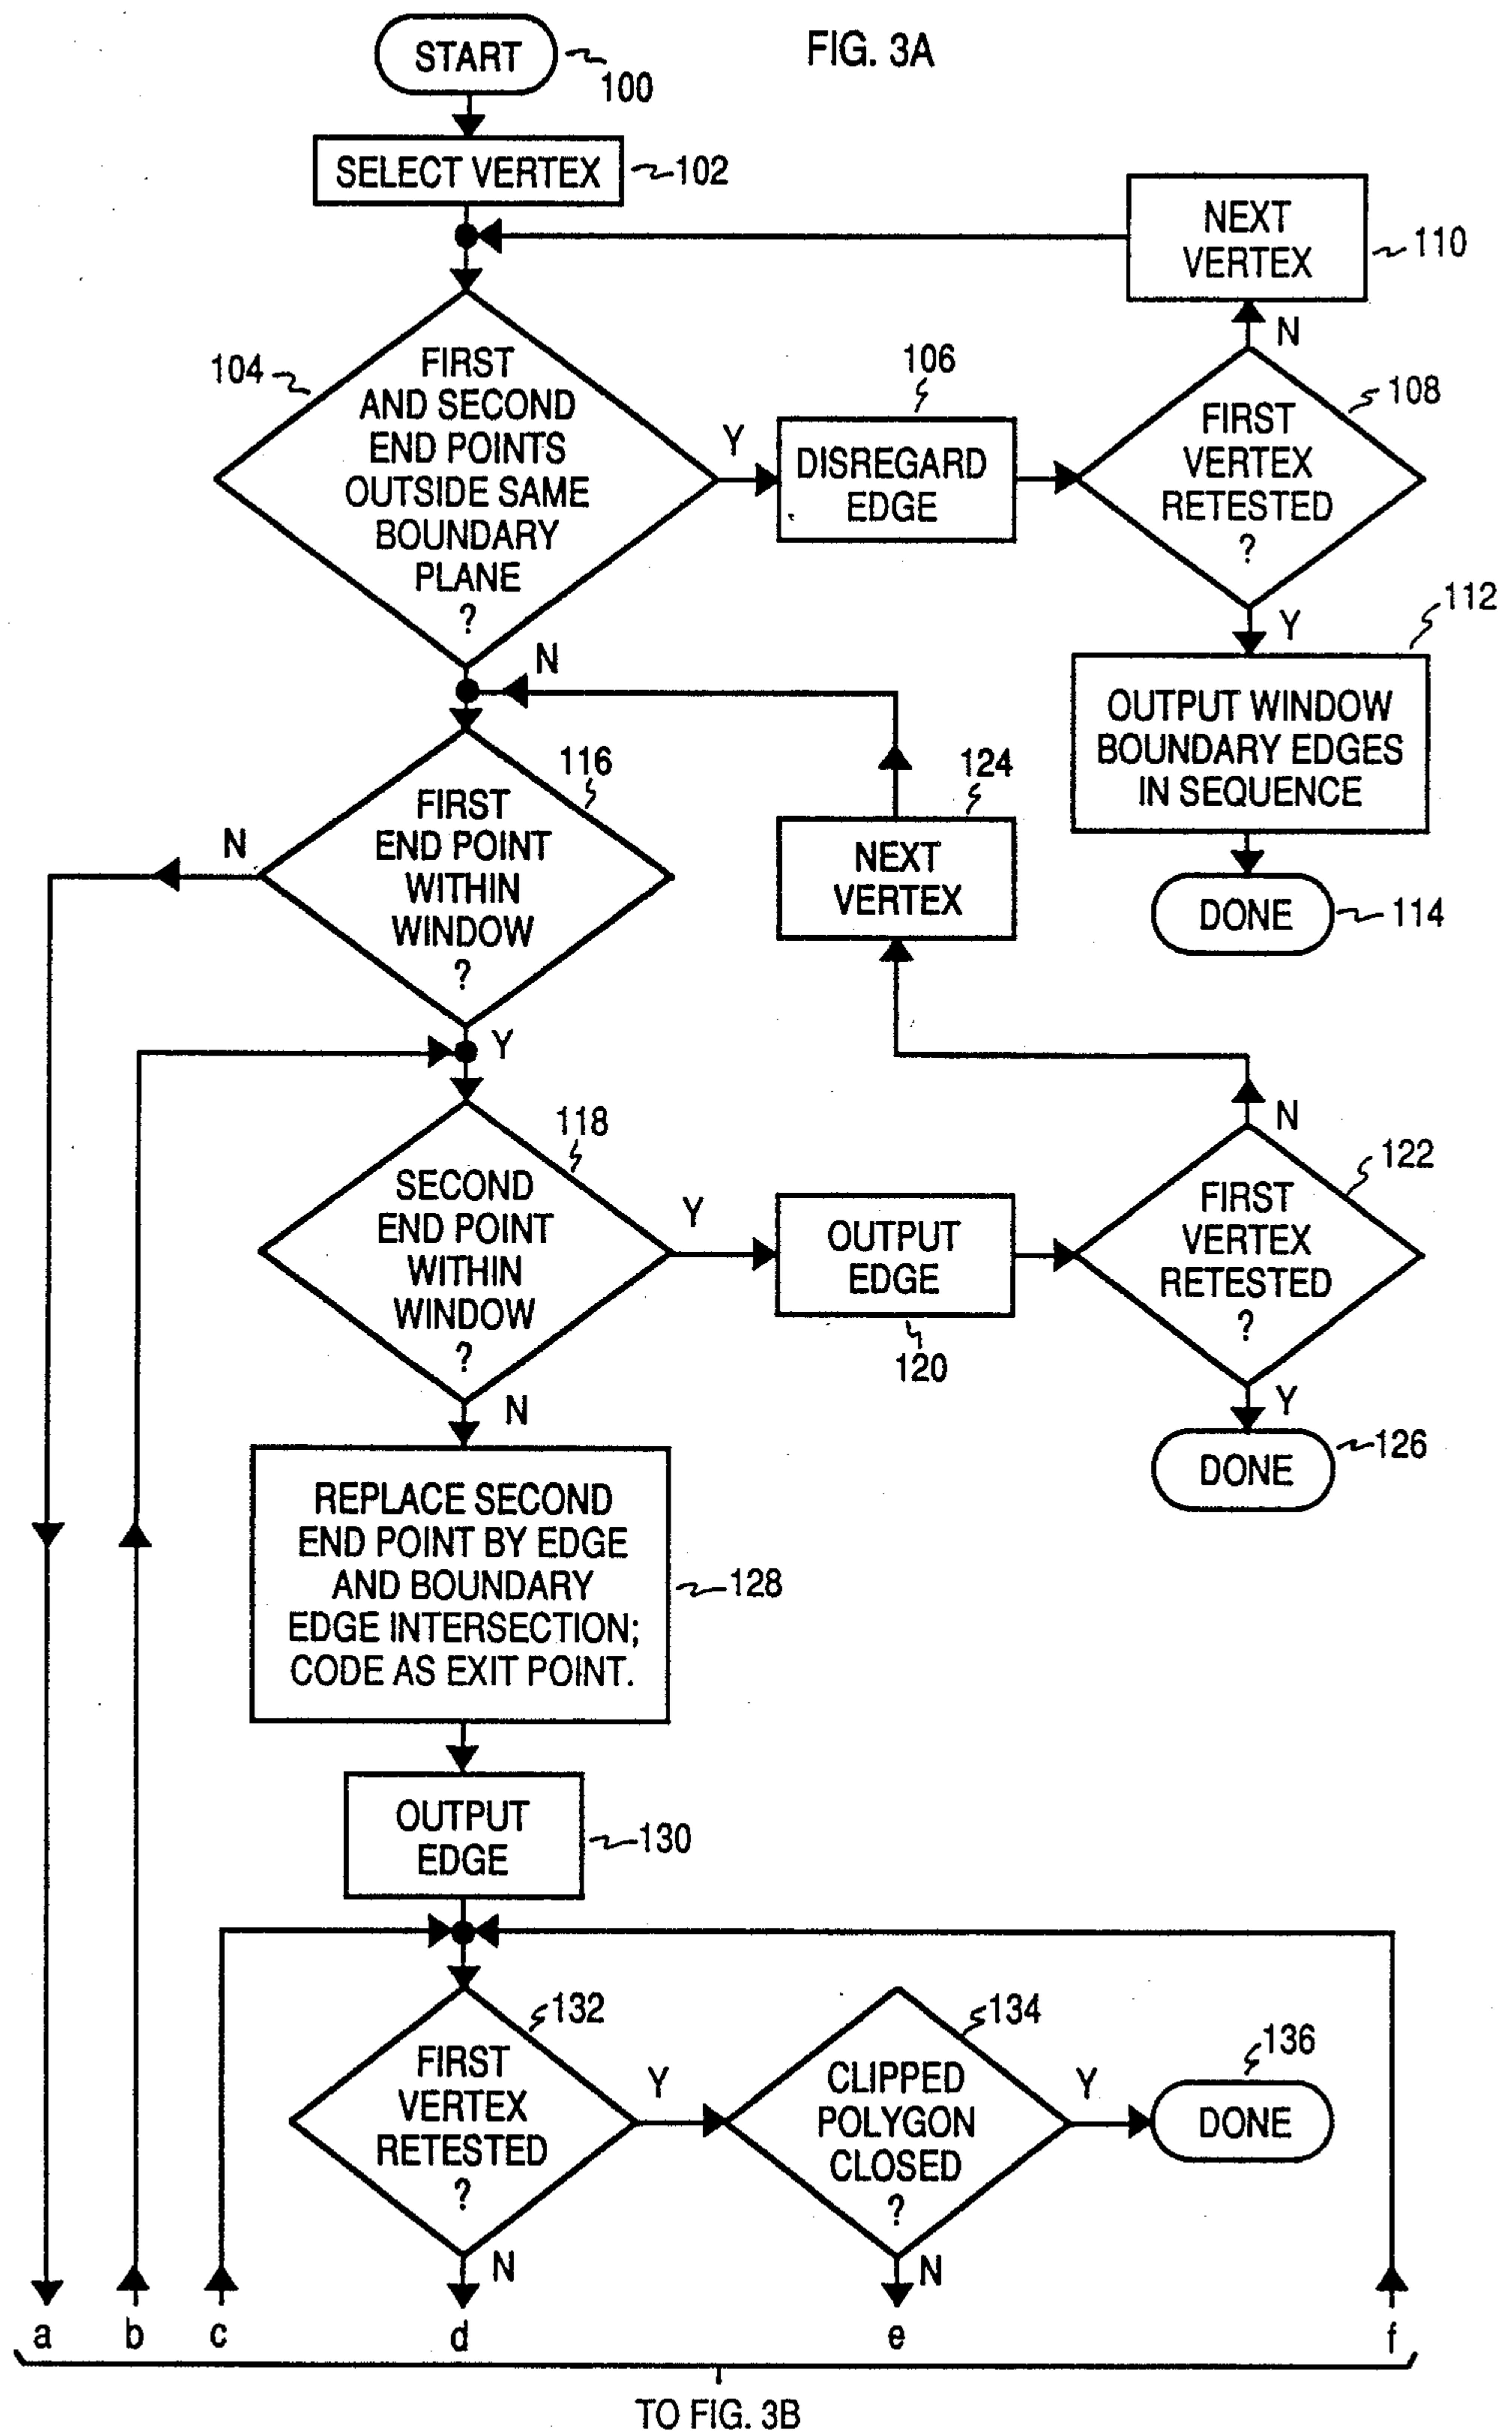 START
100
FIG. 3A
SELECT VERTEX
102
NEXT
VERTEX
110
N
104
FIRST
AND SECOND
END POINTS
OUTSIDE SAME
BOUNDARY
PLANE
?
Y
106
DISREGARD
EDGE
108
FIRST
VERTEX
RETESTED
?
N
Y
112
OUTPUT WINDOW
BOUNDARY EDGES
IN SEQUENCE
DONE
114
116
FIRST
END POINT
WITHIN
WINDOW
?
N
Y
124
NEXT
VERTEX
118
SECOND
END POINT
WITHIN
WINDOW
?
Y
OUTPUT
EDGE
120
N
122
FIRST
VERTEX
RETESTED
?
Y
DONE
126
N
REPLACE SECOND
END POINT BY EDGE
AND BOUNDARY
EDGE INTERSECTION;
CODE AS EXIT POINT.
128
OUTPUT
EDGE
130
132
FIRST
VERTEX
RETESTED
?
Y
134
CLIPPED
POLYGON
CLOSED
?
Y
136
DONE
N
N
a
b
c
d
e
f
TO FIG. 3B